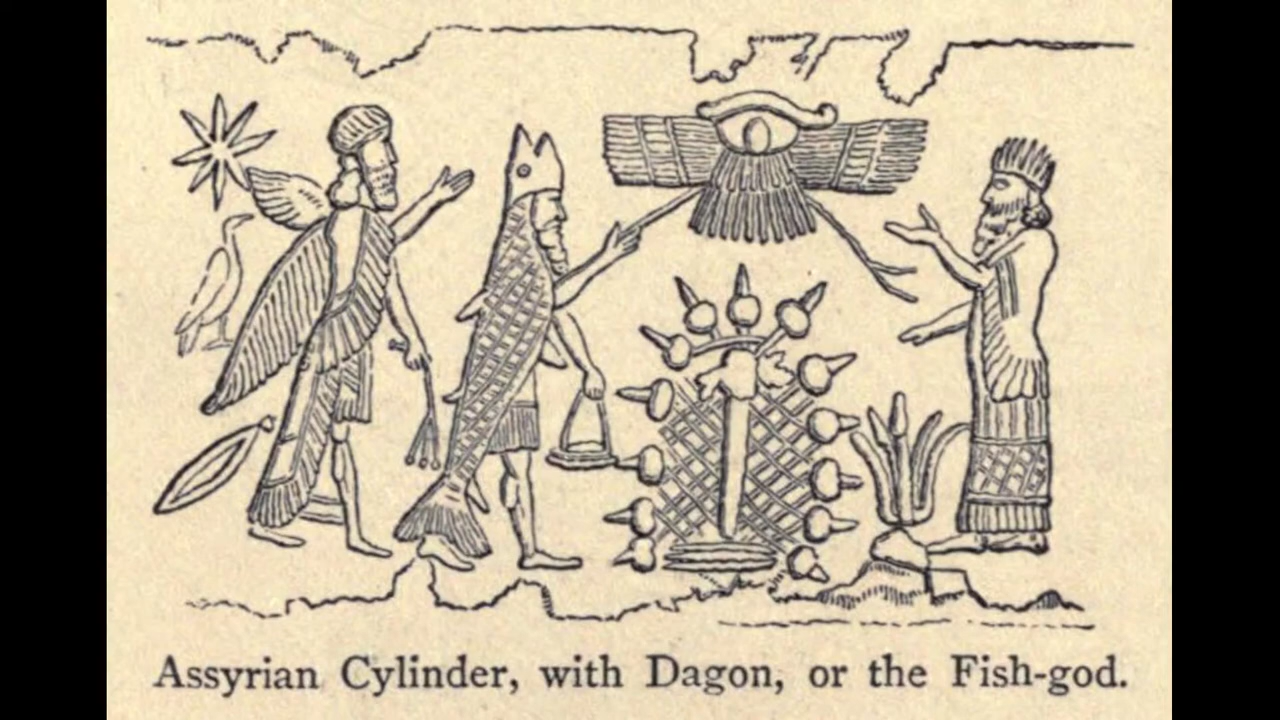 Assyrian Cylinder, with Dagon, or the Fish-god.